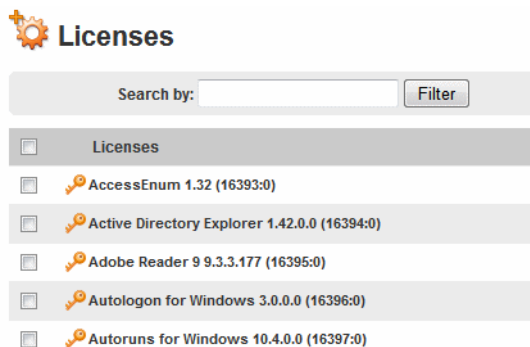 Licenses
Search by: Filter
Licenses
AccessEnum 1.32 (16393:0)
Active Directory Explorer 1.42.0.0 (16394:0)
Adobe Reader 9 9.3.3.177 (16395:0)
Autologon for Windows 3.0.0.0 (16396:0)
Autoruns for Windows 10.4.0.0 (16397:0)